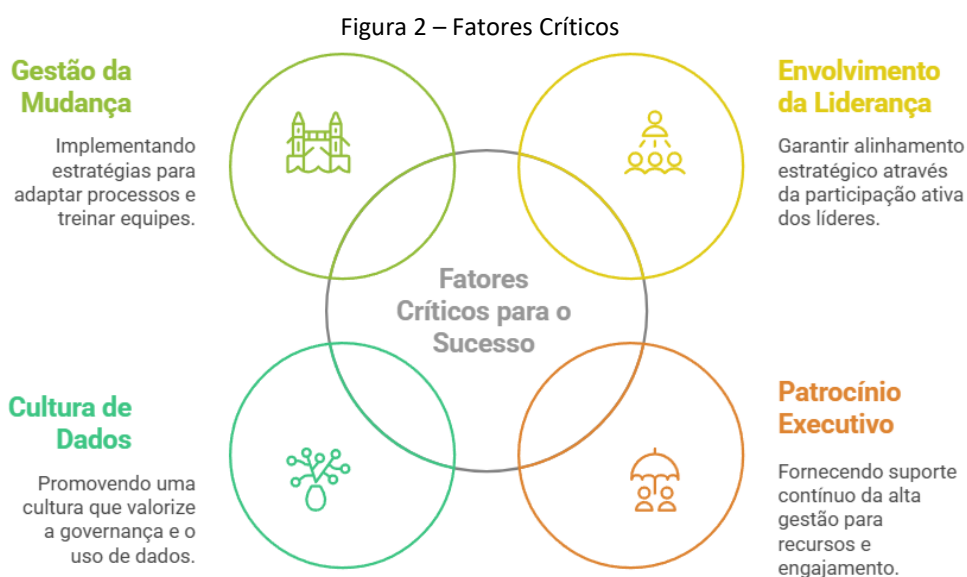 Figura 2 – Fatores Críticos
Gestão da
Mudança
Implementando
estratégias para
adaptar processos e
treinar equipes.
Envolvimento
da Liderança
Garantir alinhamento
estratégico através
da participação ativa
dos líderes.
Fatores
Críticos para o
Sucesso
Cultura de
Dados
Promovendo uma
cultura que valorize
a governança e o
uso de dados.
Patrocínio
Executivo
Fornecendo suporte
contínuo da alta
gestão para
recursos e
engajamento.